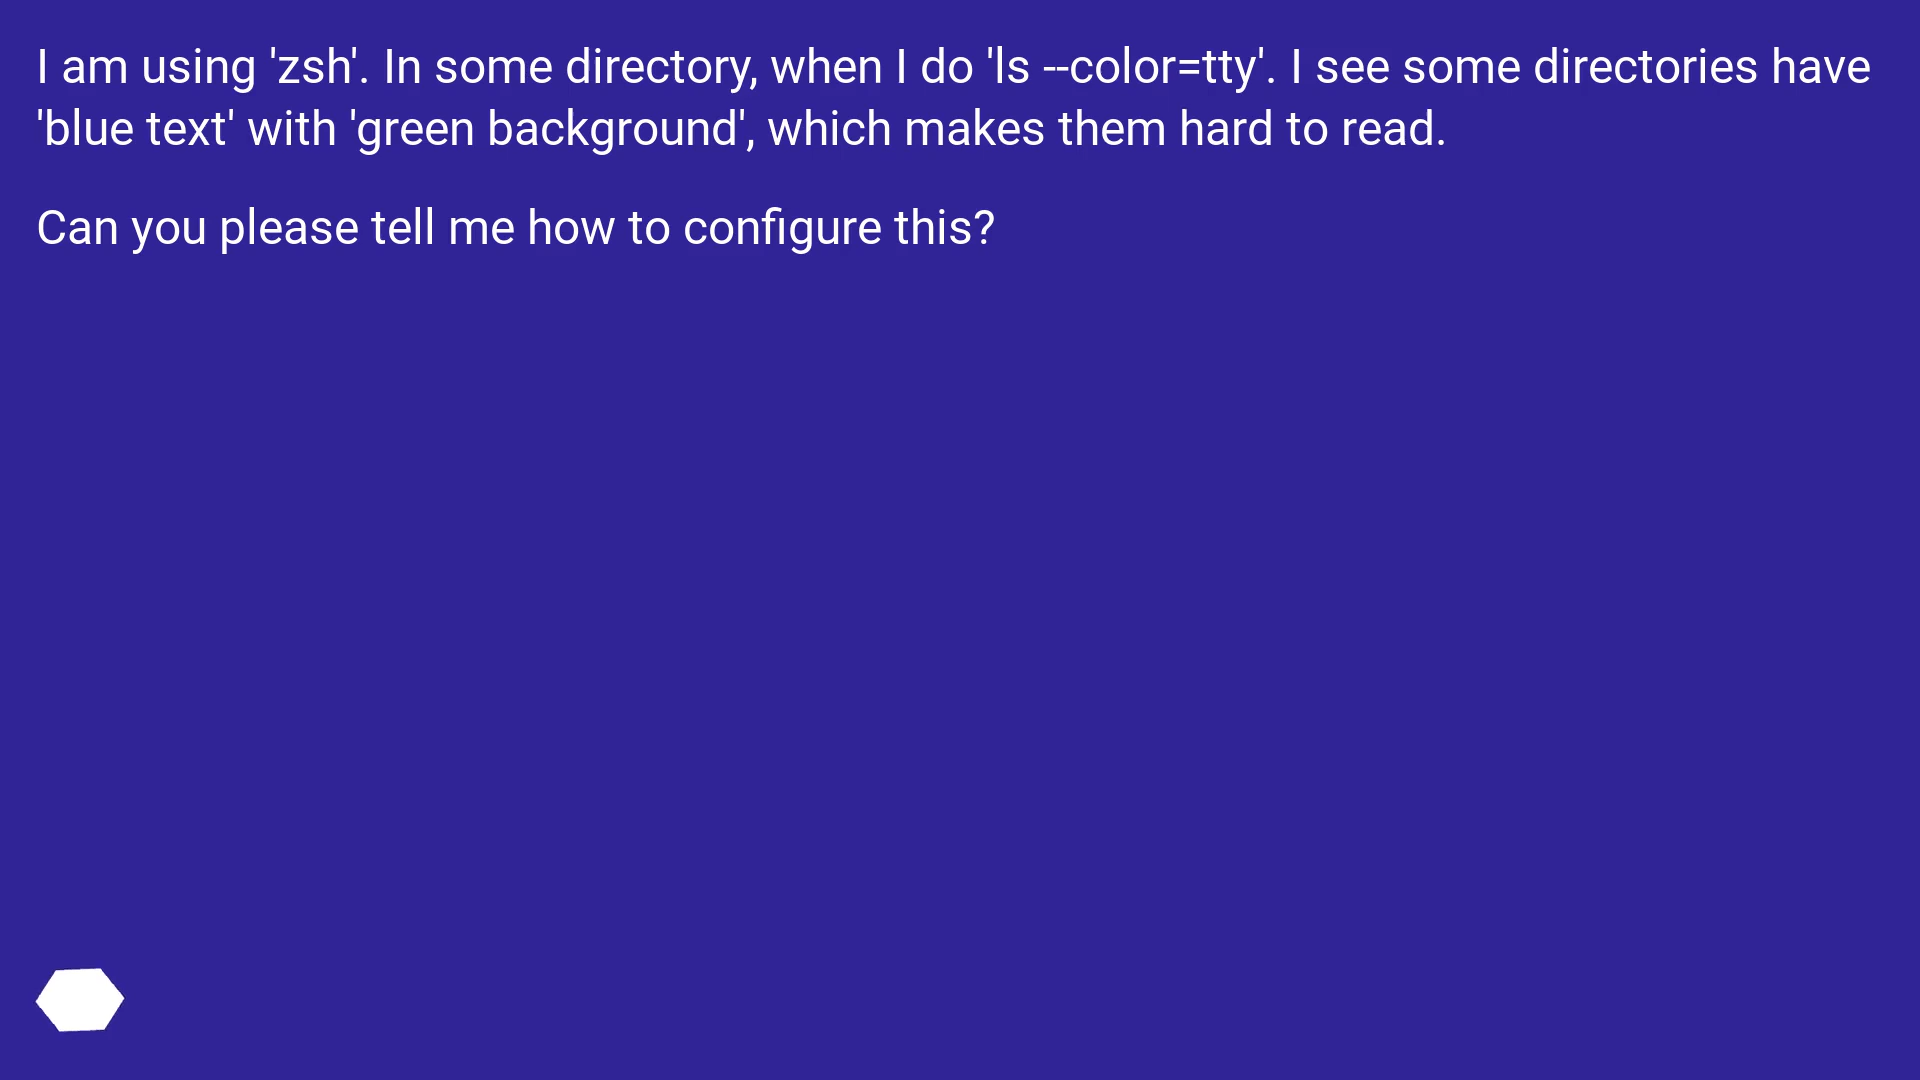 I am using 'zsh'. In some directory, when I do 'ls --color=tty'. I see some directories have
'blue text' with 'green background', which makes them hard to read.
Can you please tell me how to configure this?